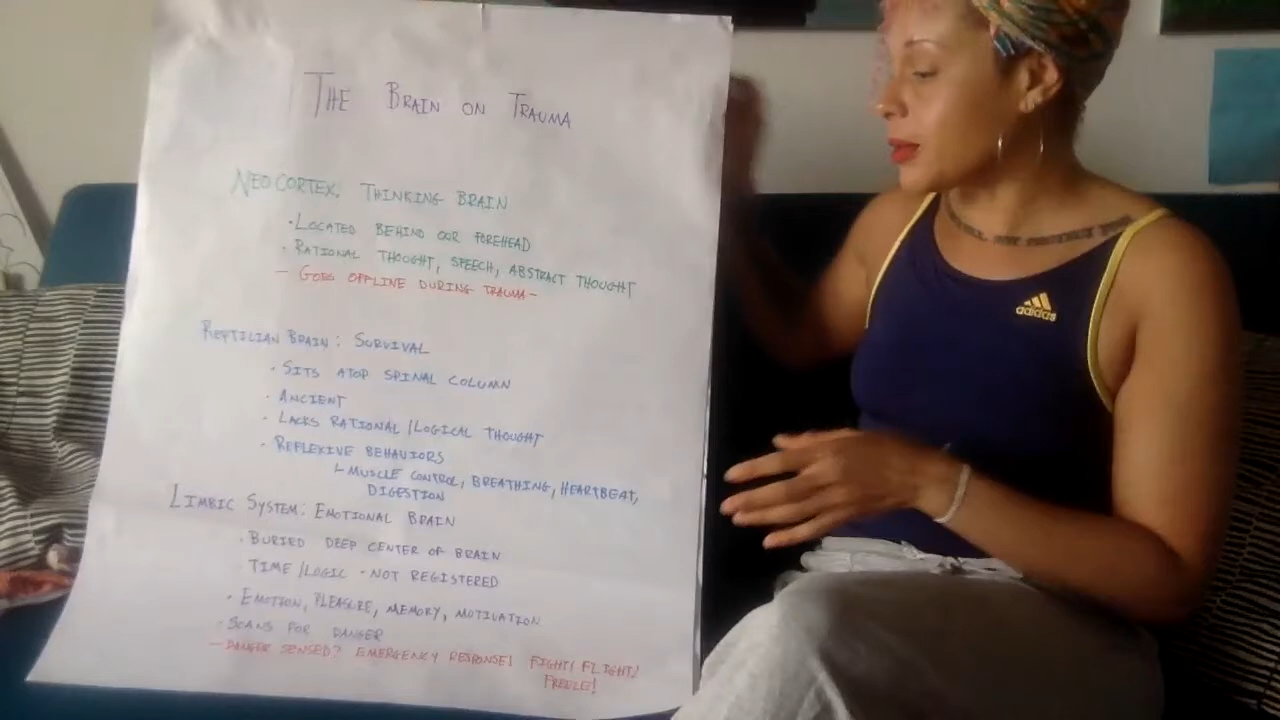 THE BRAIN ON TRAUMA
NEOCORTEX: THINKING BRAIN
• LOCATED BEHIND OUR FOREHEAD
• RATIONAL THOUGHT, SPEECH, ABSTRACT THOUGHT
— GOES OFFLINE DURING TRAUMA —
REPTILIAN BRAIN: SURVIVAL
• SITS ATOP SPINAL COLUMN
• ANCIENT
• LACKS RATIONAL/LOGICAL THOUGHT
• REFLEXIVE BEHAVIORS
↳ MUSCLE CONTROL, BREATHING, HEARTBEAT,
DIGESTION
LIMBIC SYSTEM: EMOTIONAL BRAIN
• BURIED DEEP CENTER OF BRAIN
• TIME/LOGIC - NOT REGISTERED
• EMOTION, PLEASURE, MEMORY, MOTIVATION
• SCANS FOR DANGER
— DANGER SENSED? EMERGENCY RESPONSE! FIGHT/FLIGHT/
FREEZE!
adidas